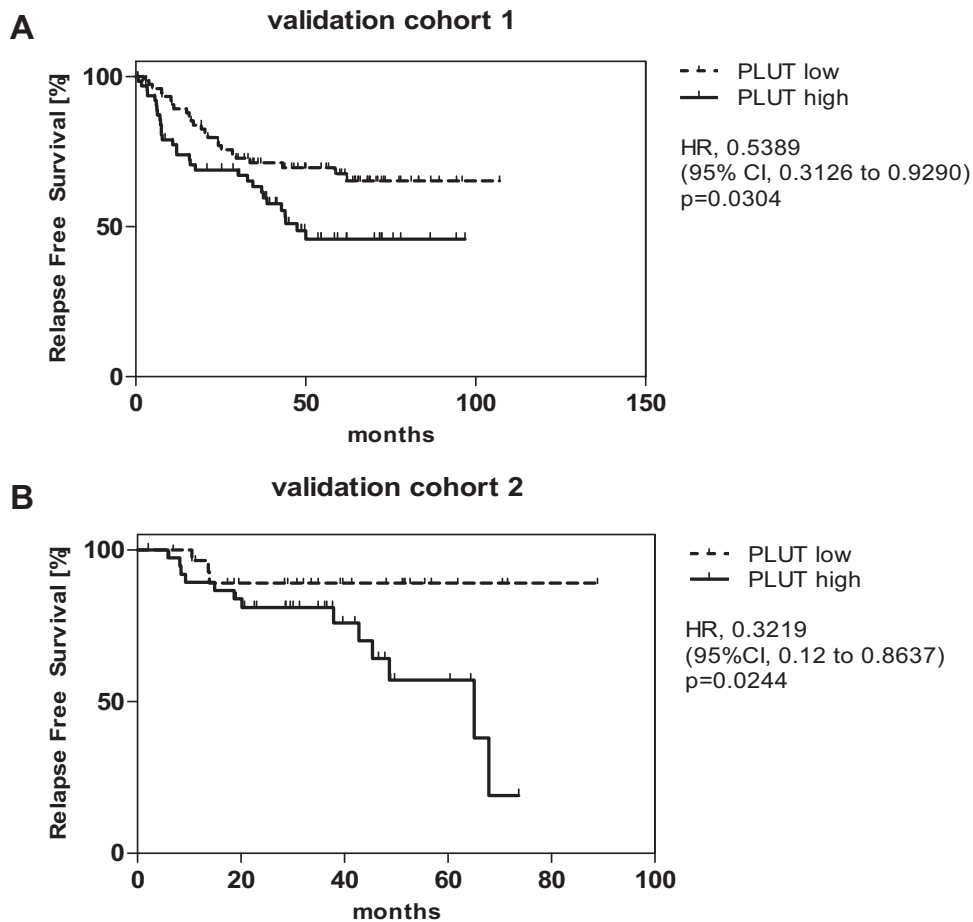 A
validation cohort 1
Relapse Free Survival [%]
100
50
0
0 50 100 150
months
PLUT low
PLUT high
HR, 0.5389
(95% CI, 0.3126 to 0.9290)
p=0.0304
B
validation cohort 2
Relapse Free Survival [%]
100
50
0
0 20 40 60 80 100
months
PLUT low
PLUT high
HR, 0.3219
(95%CI, 0.12 to 0.8637)
p=0.0244